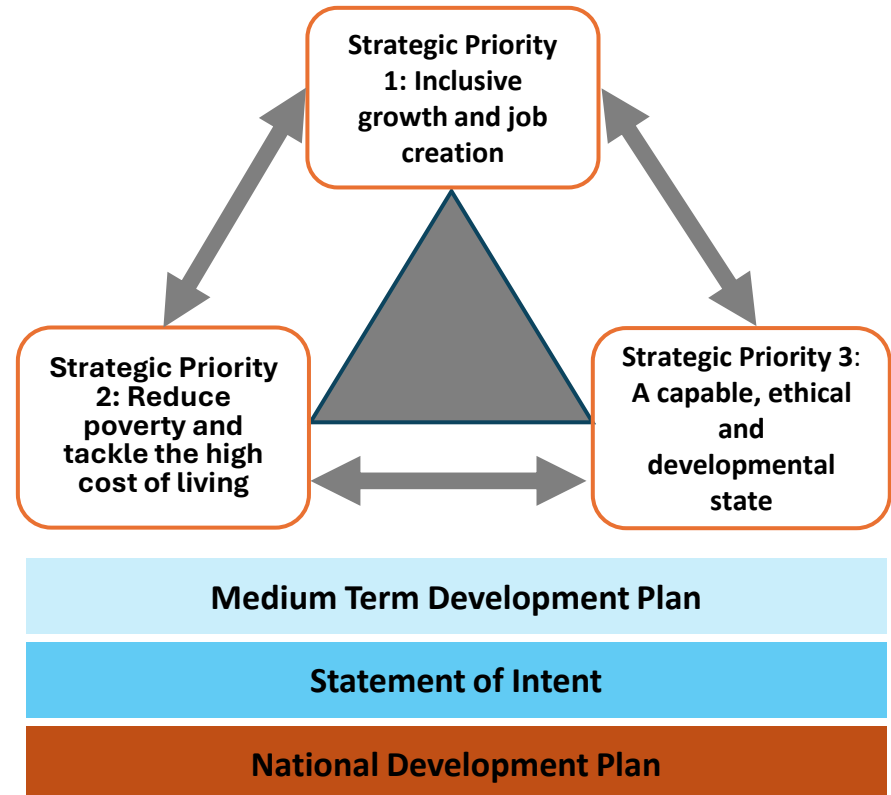 Strategic Priority
1: Inclusive
growth and job
creation
Strategic Priority
2: Reduce
poverty and
tackle the high
cost of living
Strategic Priority 3:
A capable, ethical
and
developmental
state
Medium Term Development Plan
Statement of Intent
National Development Plan